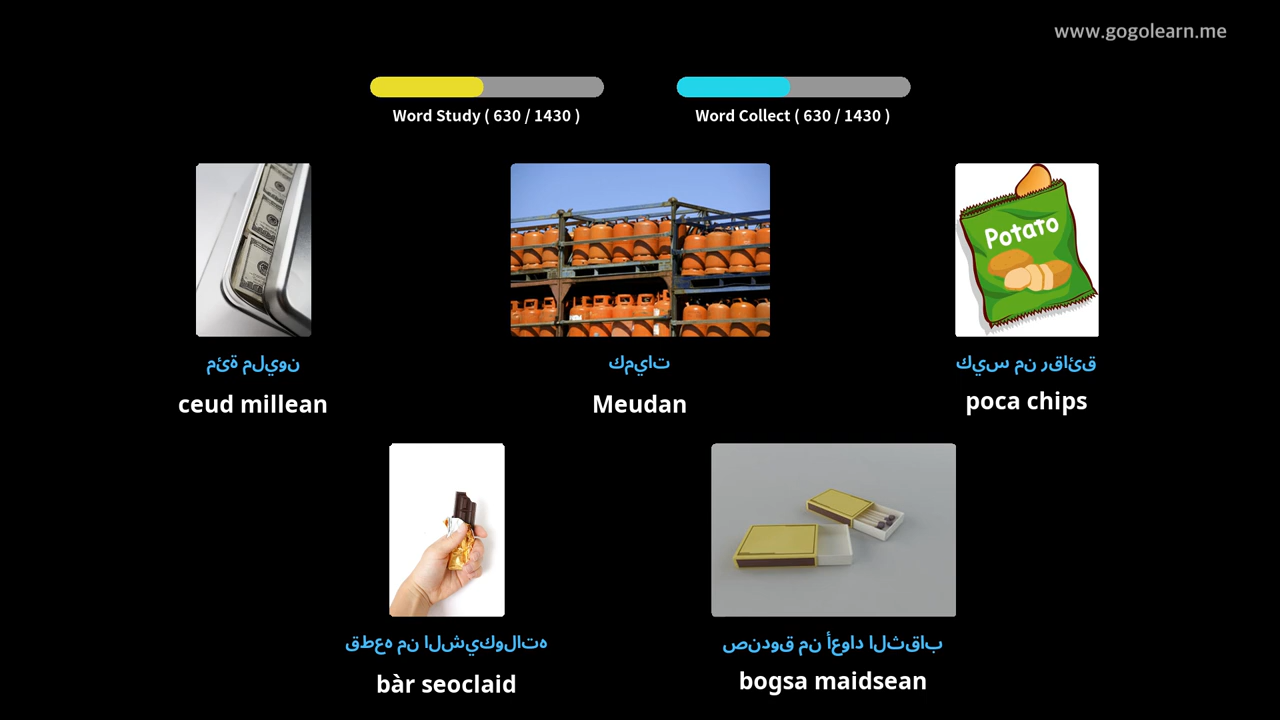 www.gogolearn.me
Word Study ( 630 / 1430 )
Word Collect ( 630 / 1430 )
Potato
مئة مليون
كميات
كيس من رقائق
ceud millean
Meudan
poca chips
قطعه من الشيكولاته
صندوق من أعواد الثقاب
bàr seoclaid
bogsa maidsean